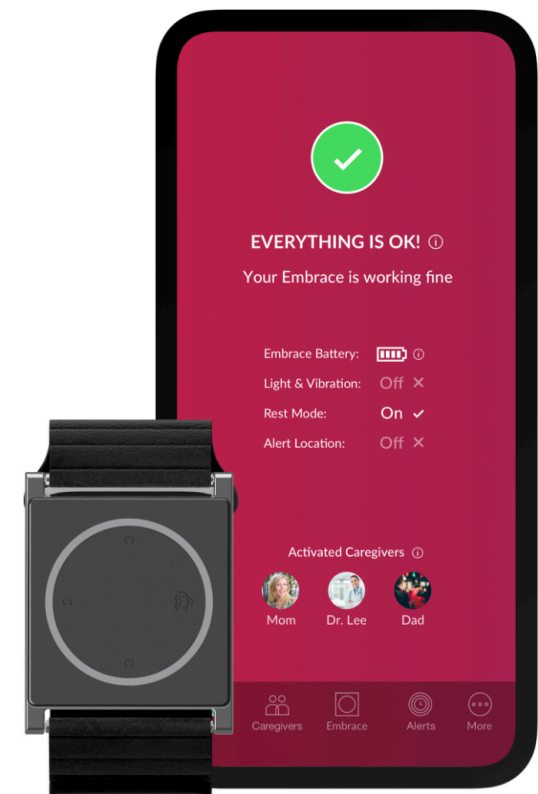 EVERYTHING IS OK!
Your Embrace is working fine
Embrace Battery:
Light & Vibration: Off
Rest Mode: On
Alert Location: Off
Activated Caregivers
Mom Dr. Lee Dad
Caregivers Embrace Alerts More